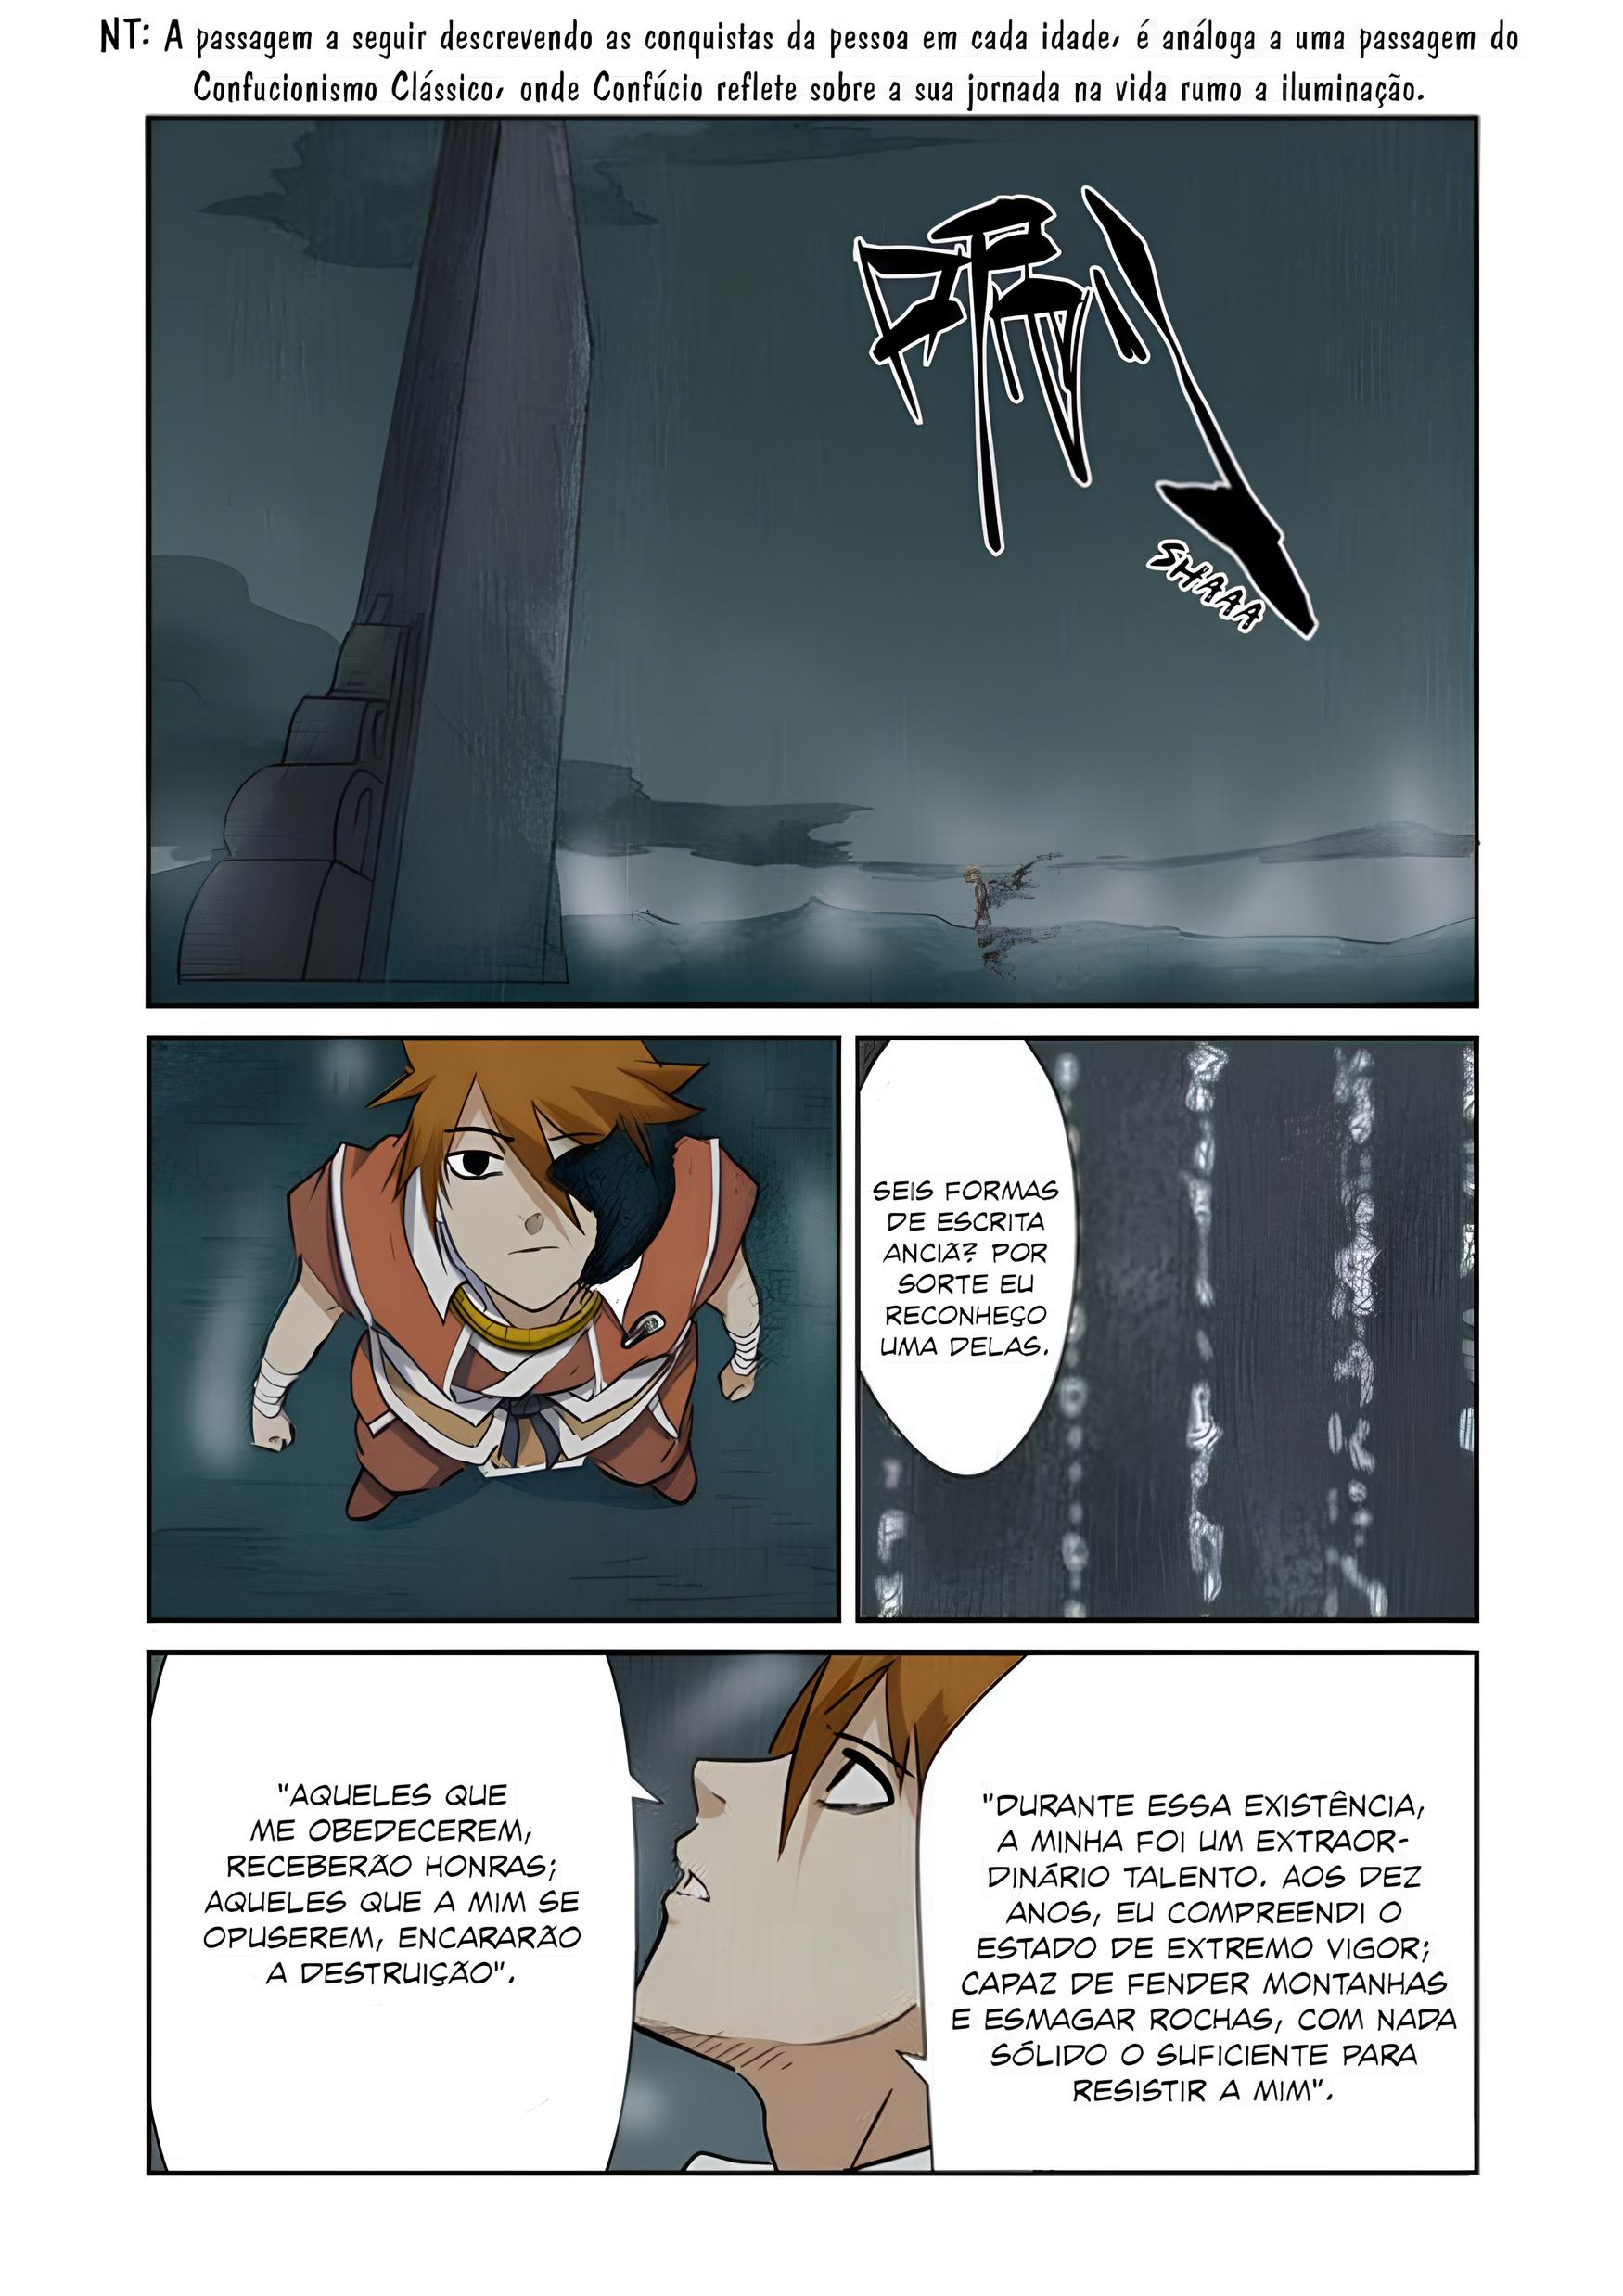 NT: A passagem a seguir descrevendo as conquistas da pessoa em cada idade, é análoga a uma passagem do
Confucionismo Clássico, onde Confúcio reflete sobre a sua jornada na vida rumo a iluminação.
SHAAA
SEIS FORMAS
DE ESCRITA
ANCIÃ? POR
SORTE EU
RECONHEÇO
UMA DELAS.
"AQUELES QUE
ME OBEDECEREM,
RECEBERÃO HONRAS;
AQUELES QUE A MIM SE
OPUSEREM, ENCARARÃO
A DESTRUIÇÃO".
"DURANTE ESSA EXISTÊNCIA,
A MINHA FOI UM EXTRAOR-
DINÁRIO TALENTO. AOS DEZ
ANOS, EU COMPREENDI O
ESTADO DE EXTREMO VIGOR;
CAPAZ DE FENDER MONTANHAS
E ESMAGAR ROCHAS, COM NADA
SÓLIDO O SUFICIENTE PARA
RESISTIR A MIM".